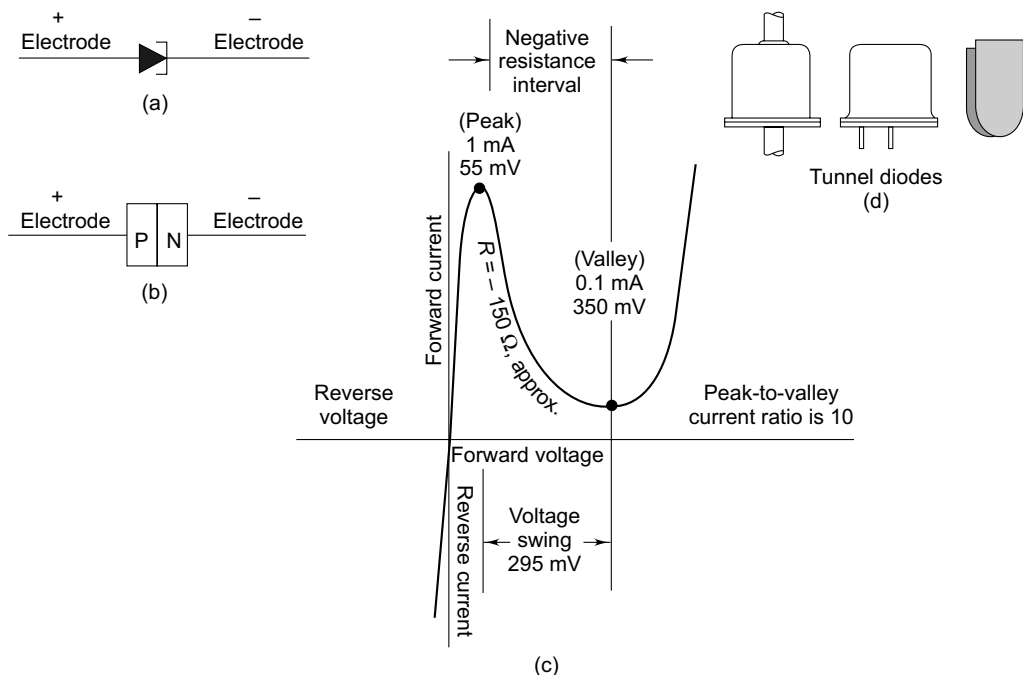 +
Electrode
–
Electrode
(a)
+
Electrode
–
Electrode
P N
(b)
Negative
resistance
interval
(Peak)
1 mA
55 mV
Forward current
R = – 150 Ω, approx.
(Valley)
0.1 mA
350 mV
Reverse
voltage
Peak-to-valley
current ratio is 10
Forward voltage
Reverse current
Voltage
swing
295 mV
(c)
Tunnel diodes
(d)